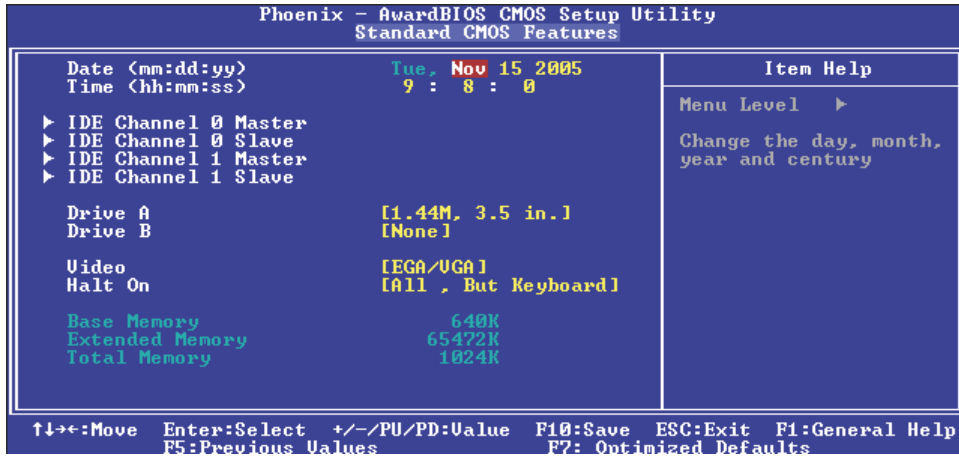 Phoenix - AwardBIOS CMOS Setup Utility
Standard CMOS Features
Date (mm:dd:yy) Tue, Nov 15 2005
Time (hh:mm:ss) 9 : 8 : 0
IDE Channel 0 Master
IDE Channel 0 Slave
IDE Channel 1 Master
IDE Channel 1 Slave
Drive A [1.44M, 3.5 in.]
Drive B [None]
Video [EGA/VGA]
Halt On [All , But Keyboard]
Base Memory 640K
Extended Memory 65472K
Total Memory 1024K
Item Help
Menu Level
Change the day, month,
year and century
↑↓→←:Move Enter:Select +/-/PU/PD:Value F10:Save ESC:Exit F1:General Help
F5:Previous Values F7: Optimized Defaults